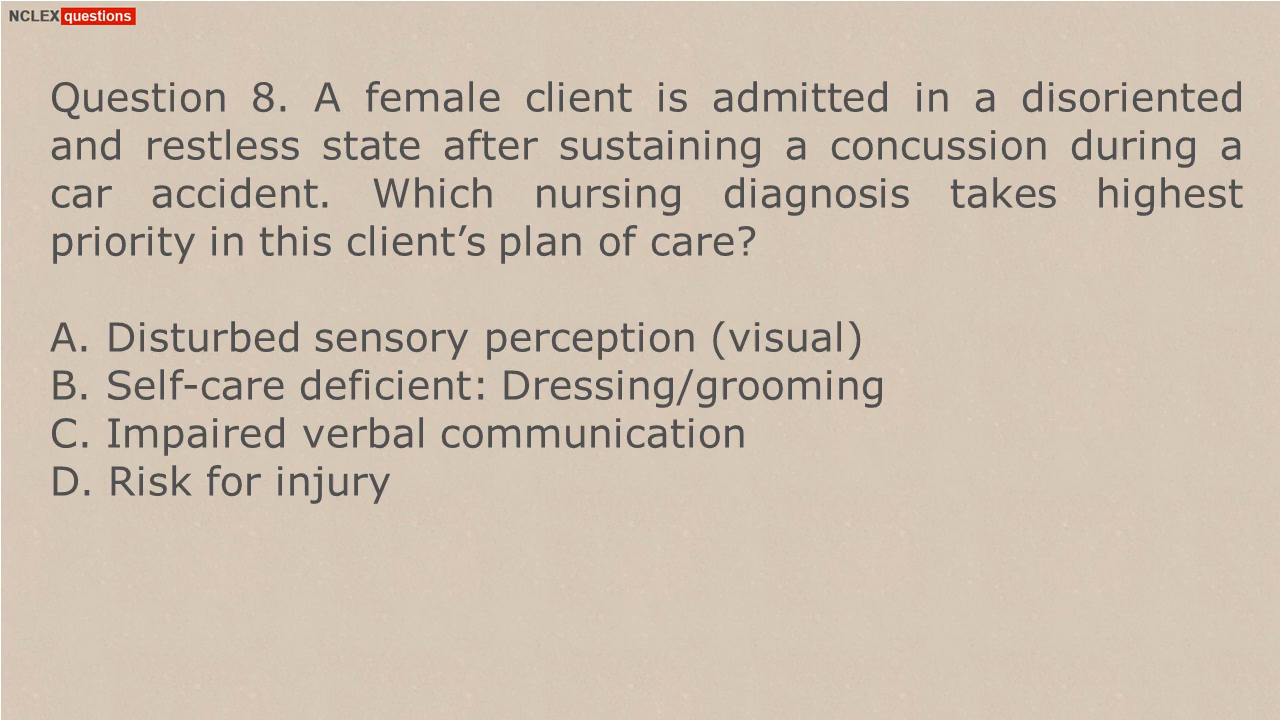 NCLEX questions
Question 8. A female client is admitted in a disoriented
and restless state after sustaining a concussion during a
car accident. Which nursing diagnosis takes highest
priority in this client’s plan of care?
A. Disturbed sensory perception (visual)
B. Self-care deficient: Dressing/grooming
C. Impaired verbal communication
D. Risk for injury